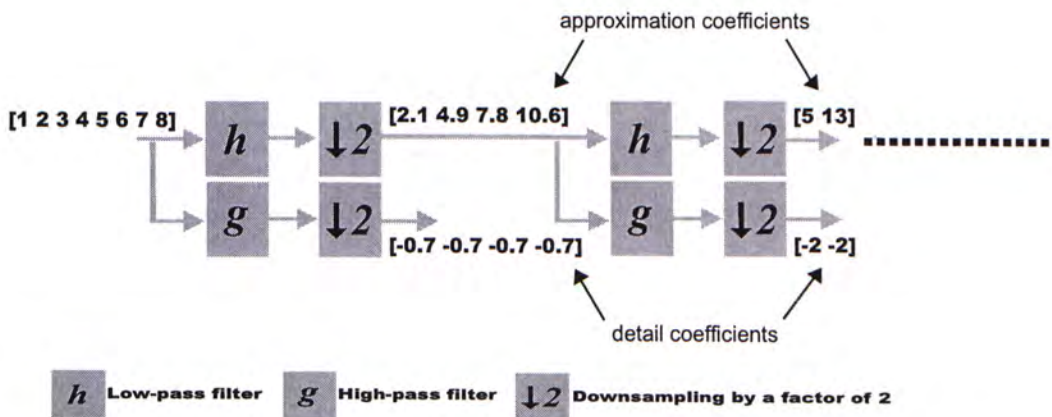 approximation coefficients
[1 2 3 4 5 6 7 8]
h
↓2
[2.1 4.9 7.8 10.6]
h
↓2
[5 13]
g
↓2
[-0.7 -0.7 -0.7 -0.7]
g
↓2
[-2 -2]
detail coefficients
h Low-pass filter
g High-pass filter
↓2 Downsampling by a factor of 2